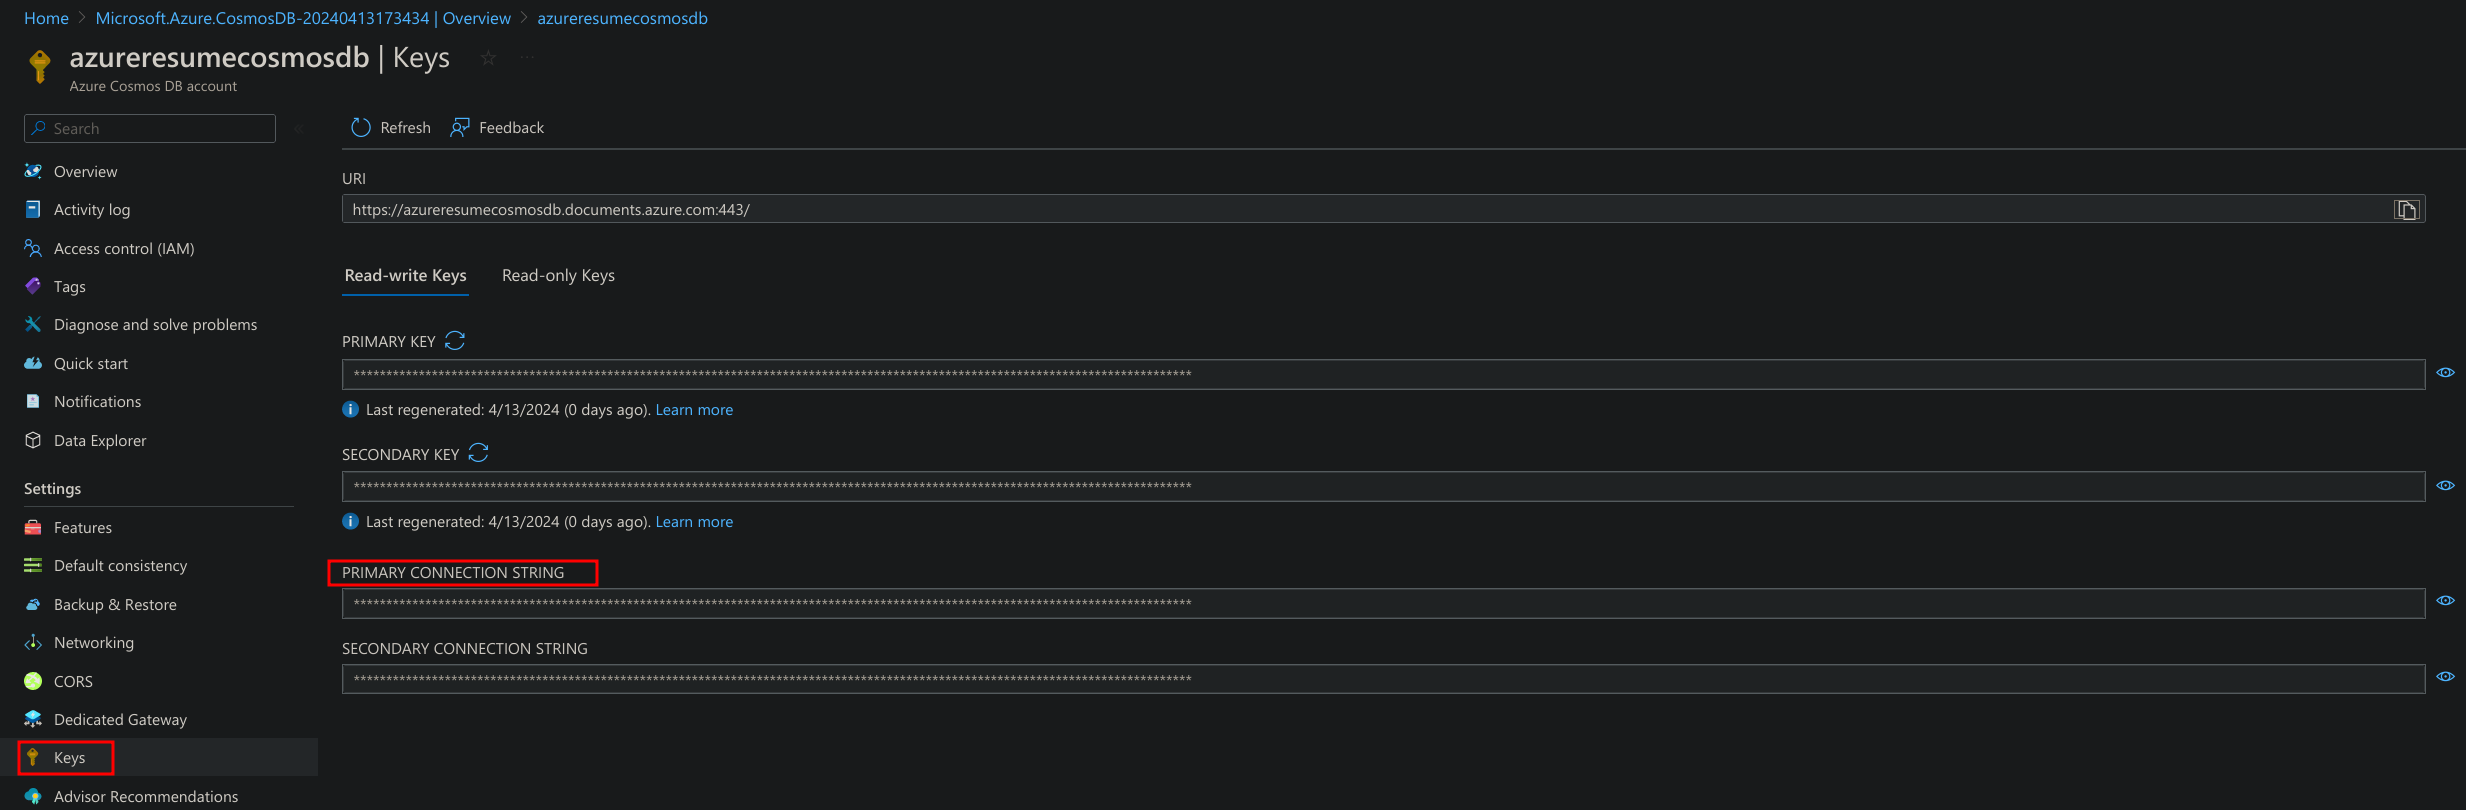 Home > Microsoft.Azure.CosmosDB-20240413173434 | Overview > azureresumecosmosdb
azureresumecosmosdb | Keys
Azure Cosmos DB account
Search
Overview
Activity log
Access control (IAM)
Tags
Diagnose and solve problems
Quick start
Notifications
Data Explorer
Settings
Features
Default consistency
Backup & Restore
Networking
CORS
Dedicated Gateway
Keys
Advisor Recommendations
Refresh Feedback
URI
https://azureresumecosmosdb.documents.azure.com:443/
Read-write Keys Read-only Keys
PRIMARY KEY
Last regenerated: 4/13/2024 (0 days ago). Learn more
SECONDARY KEY
Last regenerated: 4/13/2024 (0 days ago). Learn more
PRIMARY CONNECTION STRING
SECONDARY CONNECTION STRING